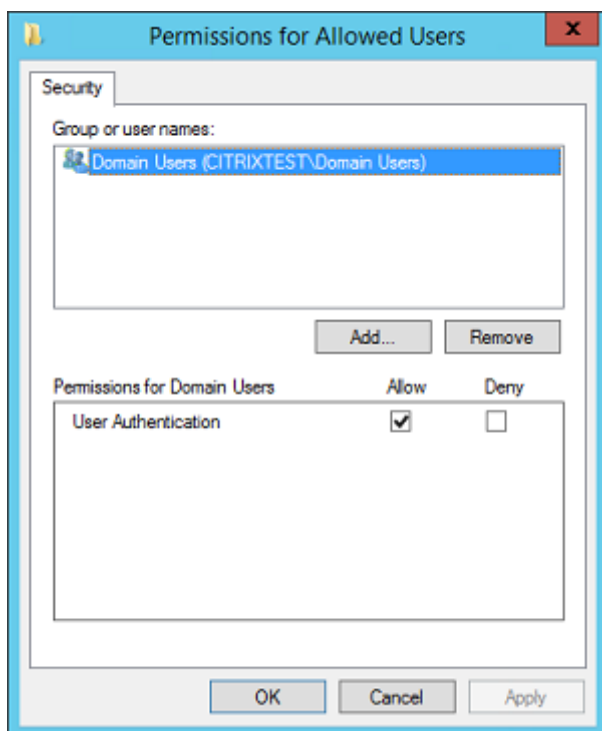 Permissions for Allowed Users
x
Security
Group or user names:
Domain Users (CITRIXTEST\Domain Users)
Add... Remove
Permissions for Domain Users Allow Deny
User Authentication
OK Cancel Apply